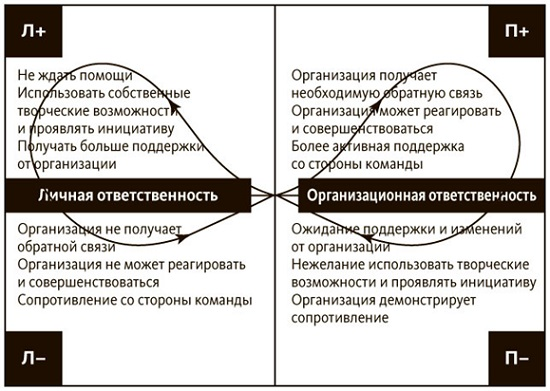 Л+
П+
Не ждать помощи
Использовать собственные
творческие возможности
и проявлять инициативу
Получать больше поддержки
от организации
Организация получает
необходимую обратную связь
Организация может реагировать
и совершенствоваться
Более активная поддержка
со стороны команды
Личная ответственность
Организационная ответственность
Организация не получает
обратной связи
Организация не может реагировать
и совершенствоваться
Сопротивление со стороны команды
Ожидание поддержки и изменений
от организации
Нежелание использовать творческие
возможности и проявлять инициативу
Организация демонстрирует
сопротивление
Л–
П–